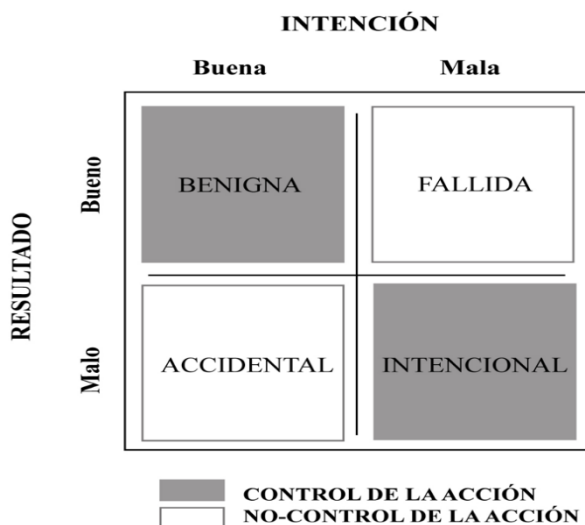 INTENCIÓN
Buena Mala
RESULTADO
Bueno
BENIGNA FALLIDA
Malo
ACCIDENTAL INTENCIONAL
CONTROL DE LA ACCIÓN
NO-CONTROL DE LA ACCIÓN